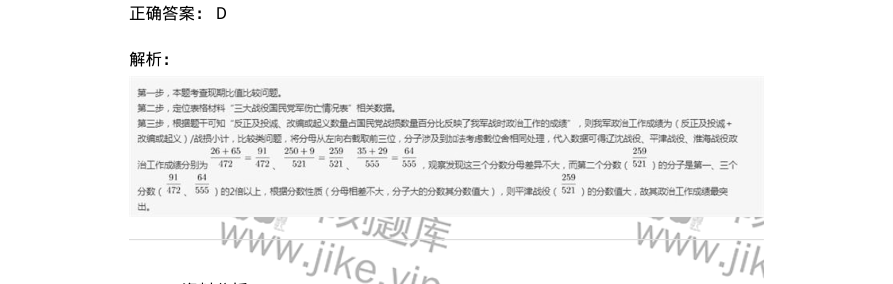 正确答案： D
解析：
第一步，本题考查现期比值比较问题。
第二步，定位表格材料“三大战役国民党军伤亡情况表”相关数据。
第三步，根据题干可知“反正及投诚、改编或起义数量占国民党战损数量百分比反映了我军战时政治工作的成绩”，则我军政治工作成绩为（反正及投诚+
改编或起义）/战损小计，比较类问题，将分母从左向右截取前三位，分子涉及到加法考虑截位舍相同处理，代入数据可得辽沈战役、平津战役、淮海战役政
治工作成绩分别为 26+65/472 = 91/472 、 250+9/521 = 259/521 、 35+29/555 = 64/555 ，观察发现这三个分数分母差异不大，而第二个分数（ 259/521 ）的分子是第一、三个
分数（ 91/472 、 64/555 ）的2倍以上，根据分数性质（分母相差不大，分子大的分数其分数值大），则平津战役（ 259/521 ）的分数值大，故其政治工作成绩最突
出。
刻题库
www.jike.vip
www.ji